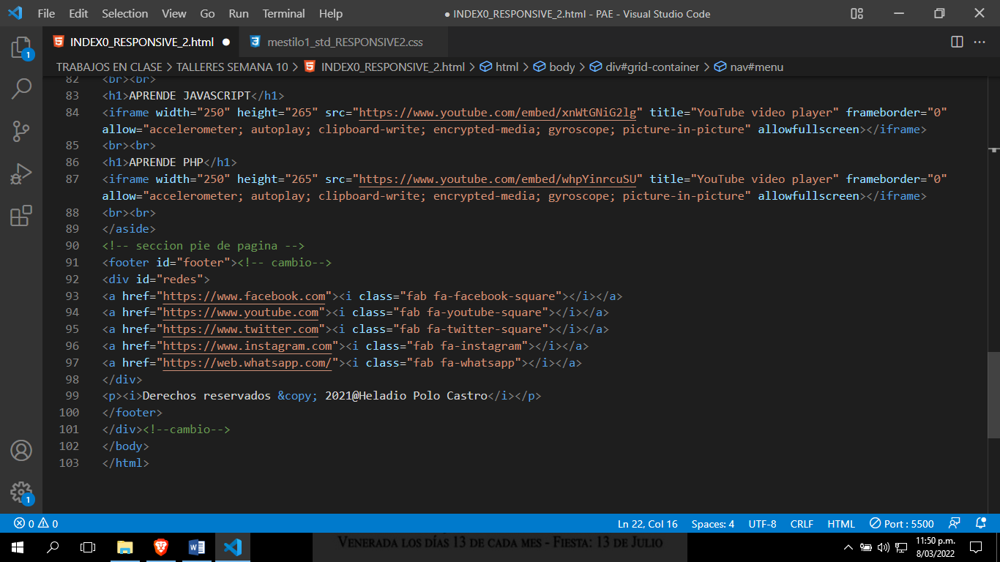 File Edit Selection View Go Run Terminal Help ● INDEX0_RESPONSIVE_2.html - PAE - Visual Studio Code
INDEX0_RESPONSIVE_2.html ● mestilo1_std_RESPONSIVE2.css
TRABAJOS EN CLASE > TALLERES SEMANA 10 > INDEX0_RESPONSIVE_2.html > html > body > div#grid-container > nav#menu
1
82 <br><br>
83 <h1>APRENDE JAVASCRIPT</h1>
84 <iframe width="250" height="265" src="https://www.youtube.com/embed/xnWtGNiG2lg" title="YouTube video player" frameborder="0"
allow="accelerometer; autoplay; clipboard-write; encrypted-media; gyroscope; picture-in-picture" allowfullscreen></iframe>
85 <br><br>
86 <h1>APRENDE PHP</h1>
87 <iframe width="250" height="265" src="https://www.youtube.com/embed/whpYinrcuSU" title="YouTube video player" frameborder="0"
allow="accelerometer; autoplay; clipboard-write; encrypted-media; gyroscope; picture-in-picture" allowfullscreen></iframe>
88 <br><br>
89 </aside>
90 <!-- seccion pie de pagina -->
91 <footer id="footer"><!-- cambio-->
92 <div id="redes">
93 <a href="https://www.facebook.com"><i class="fab fa-facebook-square"></i></a>
94 <a href="https://www.youtube.com"><i class="fab fa-youtube-square"></i></a>
95 <a href="https://www.twitter.com"><i class="fab fa-twitter-square"></i></a>
96 <a href="https://www.instagram.com"><i class="fab fa-instagram"></i></a>
97 <a href="https://web.whatsapp.com/"><i class="fab fa-whatsapp"></i></a>
98 </div>
99 <p><i>Derechos reservados &copy; 2021@Heladio Polo Castro</i></p>
100 </footer>
101 </div><!--cambio-->
102 </body>
103 </html>
1
0 0 Ln 22, Col 16 Spaces: 4 UTF-8 CRLF HTML Port : 5500
VENERADA LOS DÍAS 13 DE CADA MES - FIESTA: 13 DE JULIO
11:50 p.m.
8/03/2022